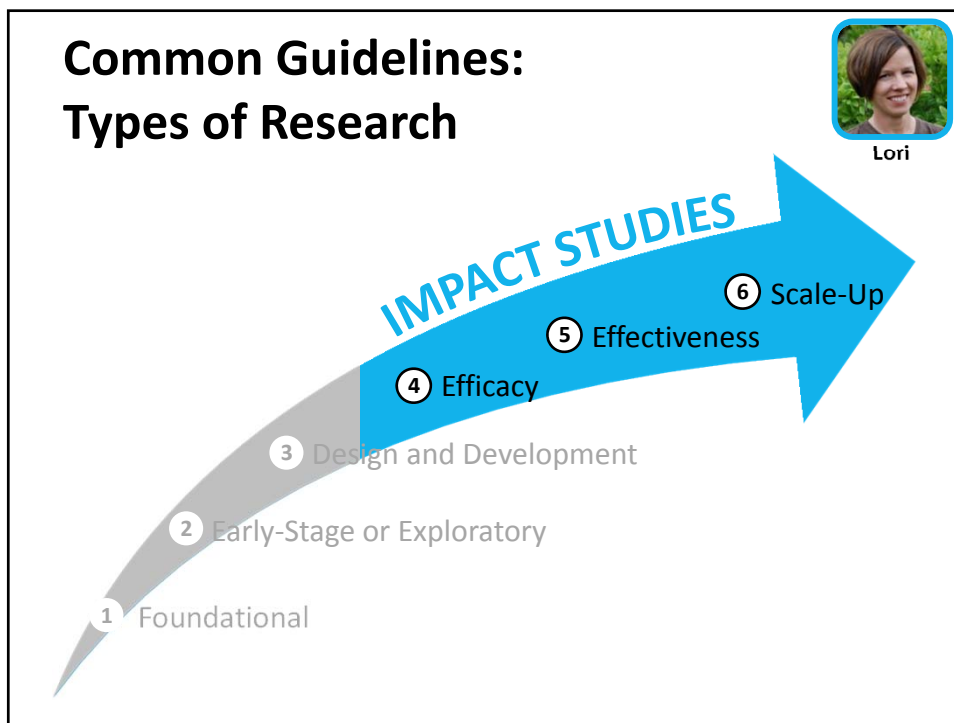 Common Guidelines:
Types of Research
Lori
IMPACT STUDIES
6 Scale-Up
5 Effectiveness
4 Efficacy
3 Design and Development
2 Early-Stage or Exploratory
1 Foundational